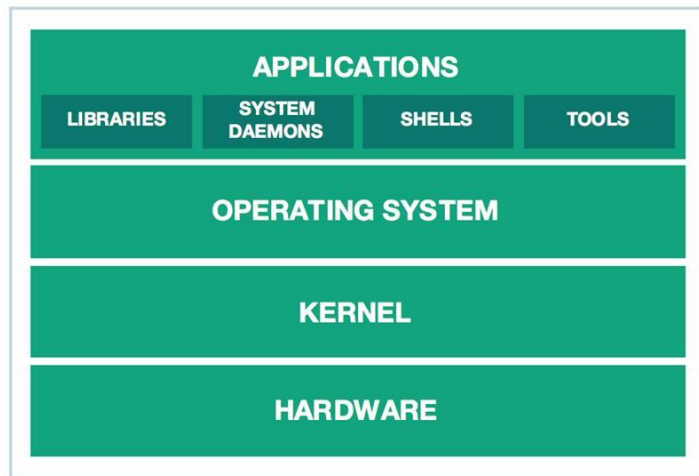 APPLICATIONS
LIBRARIES
SYSTEM
DAEMONS
SHELLS
TOOLS
OPERATING SYSTEM
KERNEL
HARDWARE